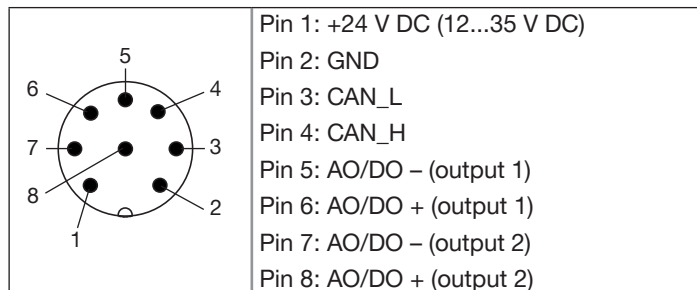 5
6
4
7
3
8
2
1
Pin 1: +24 V DC (12...35 V DC)
Pin 2: GND
Pin 3: CAN_L
Pin 4: CAN_H
Pin 5: AO/DO – (output 1)
Pin 6: AO/DO + (output 1)
Pin 7: AO/DO – (output 2)
Pin 8: AO/DO + (output 2)